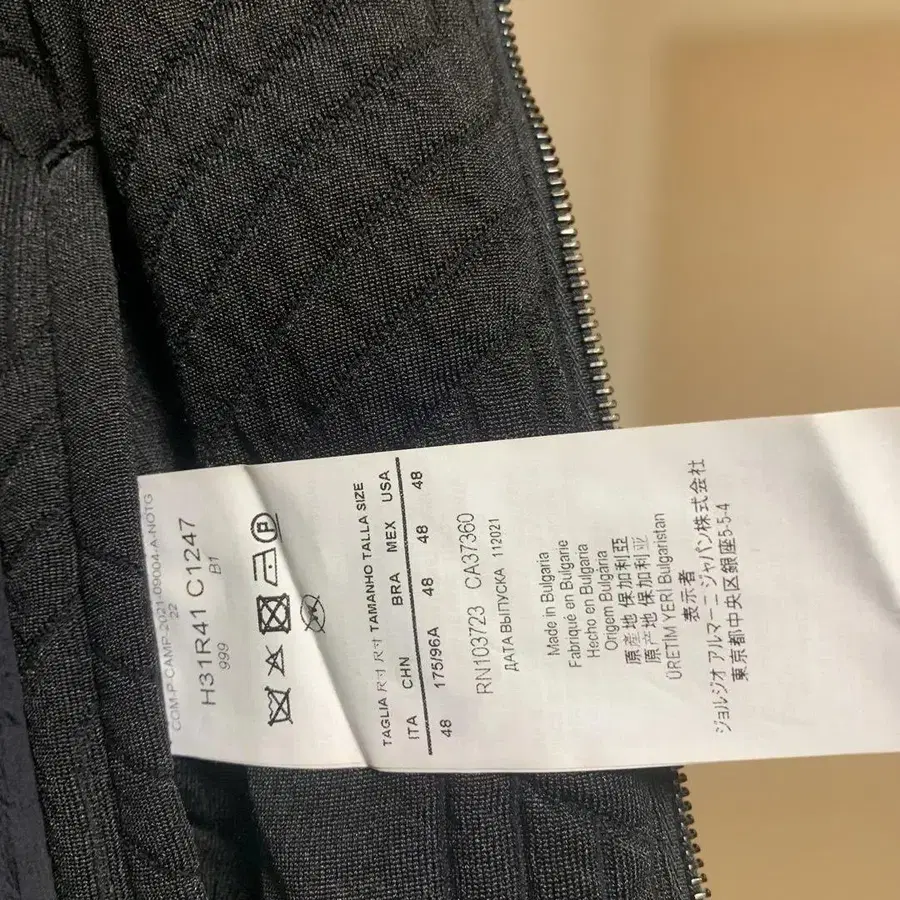 COM-P-CAMP-2021-09004-A-NOTG
22
H31R41 C1247
999 B1
P
TAGLIA 尺寸 尺寸 TAMANHO TALLA SIZE
ITA CHN BRA MEX USA
48 175/96A 48 48 48
RN103723 CA37360
ДАТА ВЫПУСКА 112021
Made in Bulgaria
Fabriqué en Bulgarie
Hecho en Bulgaria
Origem Bulgária
原産地 保加利亞
原产地 保加利亚
ÜRETİM YERİ Bulgaristan
表示者
ジョルジオ アルマーニ ジャパン株式会社
東京都中央区銀座5-5-4